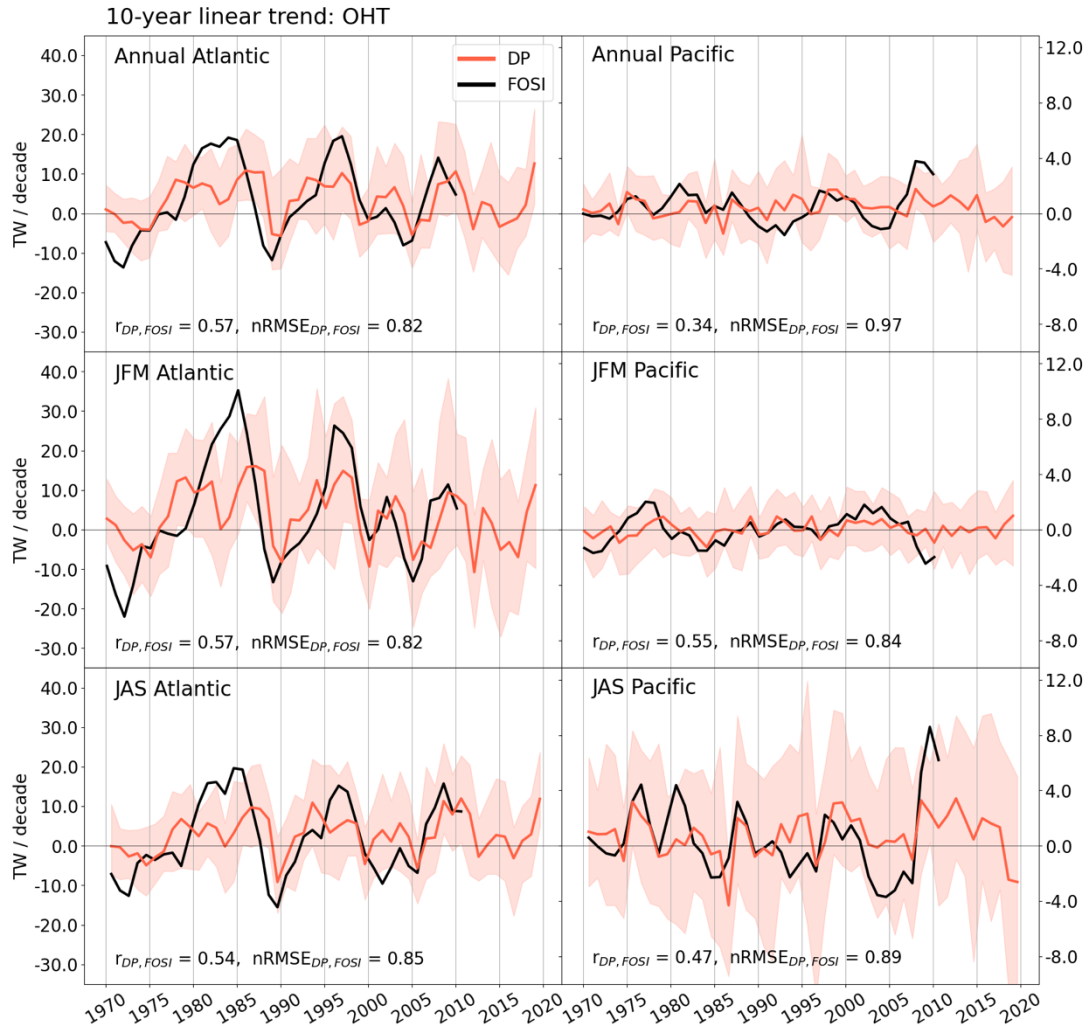 10-year linear trend: OHT
Annual Atlantic
DP
FOSI
Annual Pacific
40.0
30.0
20.0
10.0
0.0
-10.0
-20.0
-30.0
TW / decade
12.0
8.0
4.0
0.0
-4.0
-8.0
r_DP,FOSI = 0.57, nRMSE_DP,FOSI = 0.82
r_DP,FOSI = 0.34, nRMSE_DP,FOSI = 0.97
JFM Atlantic
JFM Pacific
40.0
30.0
20.0
10.0
0.0
-10.0
-20.0
-30.0
TW / decade
12.0
8.0
4.0
0.0
-4.0
-8.0
r_DP,FOSI = 0.57, nRMSE_DP,FOSI = 0.82
r_DP,FOSI = 0.55, nRMSE_DP,FOSI = 0.84
JAS Atlantic
JAS Pacific
40.0
30.0
20.0
10.0
0.0
-10.0
-20.0
-30.0
TW / decade
12.0
8.0
4.0
0.0
-4.0
-8.0
r_DP,FOSI = 0.54, nRMSE_DP,FOSI = 0.85
r_DP,FOSI = 0.47, nRMSE_DP,FOSI = 0.89
1970 1975 1980 1985 1990 1995 2000 2005 2010 2015 2020
1970 1975 1980 1985 1990 1995 2000 2005 2010 2015 2020